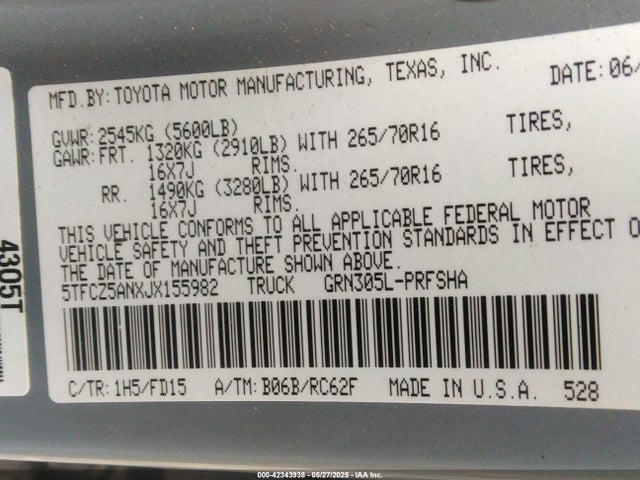 MFD.BY:TOYOTA MOTOR MANUFACTURING, TEXAS, INC. DATE:06/
GVWR:2545KG (5600LB)
GAWR:FRT. 1320KG (2910LB) WITH 265/70R16 TIRES,
16X7J RIMS.
RR. 1490KG (3280LB) WITH 265/70R16 TIRES,
16X7J RIMS.
THIS VEHICLE CONFORMS TO ALL APPLICABLE FEDERAL MOTOR
VEHICLE SAFETY AND THEFT PREVENTION STANDARDS IN EFFECT O
THE DATE OF MANUFACTURE SHOWN ABOVE.
5TFCZ5ANXJX155982 TRUCK GRN305L-PRFSHA
C/TR:1H5/FD15 A/TM:B06B/RC62F MADE IN U.S.A. 528
4305T
000-42343938 - 05/27/2025 - IAA Inc.